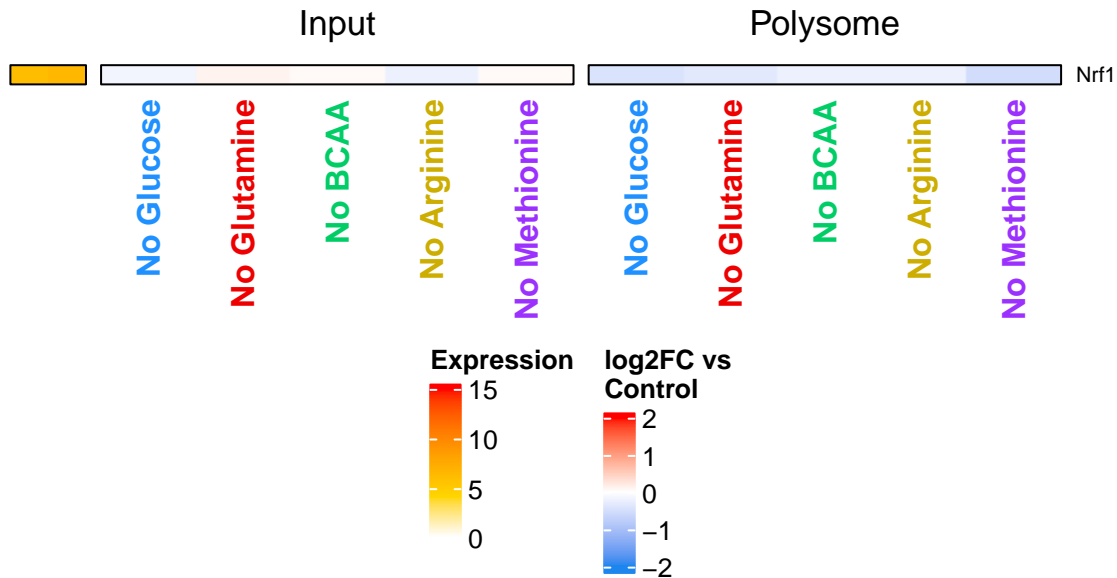 Input
Polysome
Nrf1
No Glucose
No Glutamine
No BCAA
No Arginine
No Methionine
No Glucose
No Glutamine
No BCAA
No Arginine
No Methionine
Expression
15
10
5
0
log2FC vs
Control
2
1
0
−1
−2